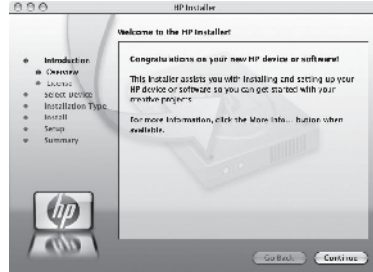 HP Installer
Welcome to the HP Installer!
Introduction
Overview
License
Select Device
Installation Type
Install
Setup
Summary
Congratulations on your new HP device or software!
This installer assists you with installing and setting up your
HP device or software so you can get started with your
creative projects.
For more information, click the More Info... button when
available.
hp
Go Back
Continue